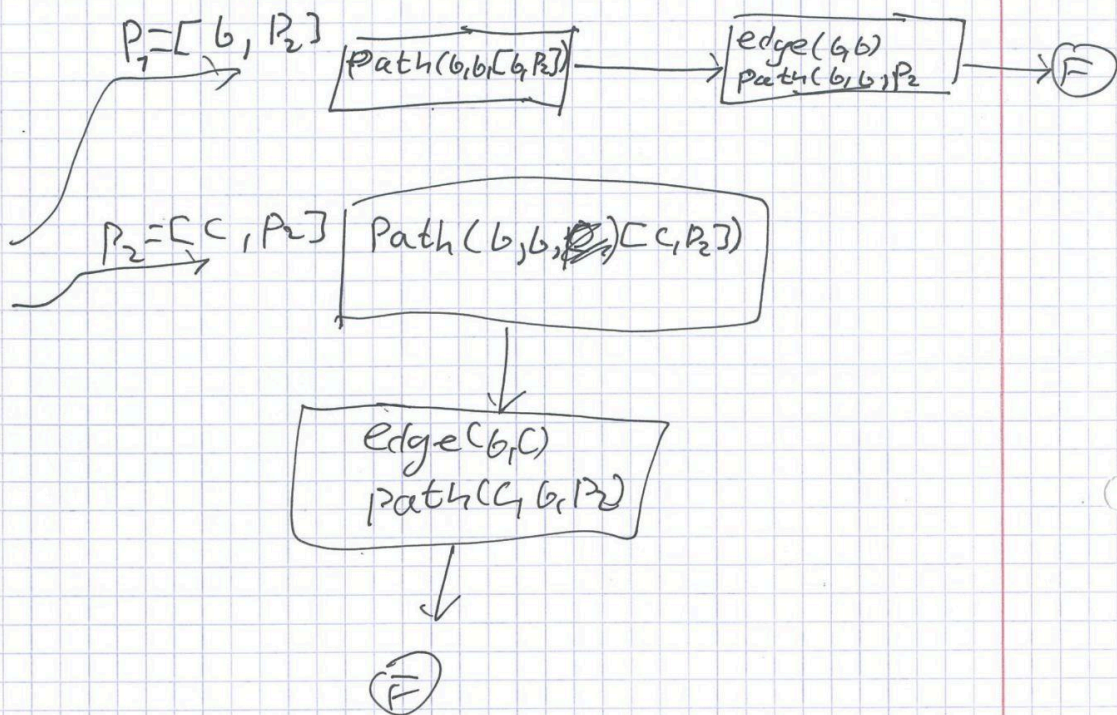 P₁=[b, P₂]
path(b,b,[b,P₂])
edge(b,b)
path(b,b,P₂
F
P₂=[c, P₂]
Path(b,b, [c,P₂])
edge(b,c)
path(c,b,P₂)
F